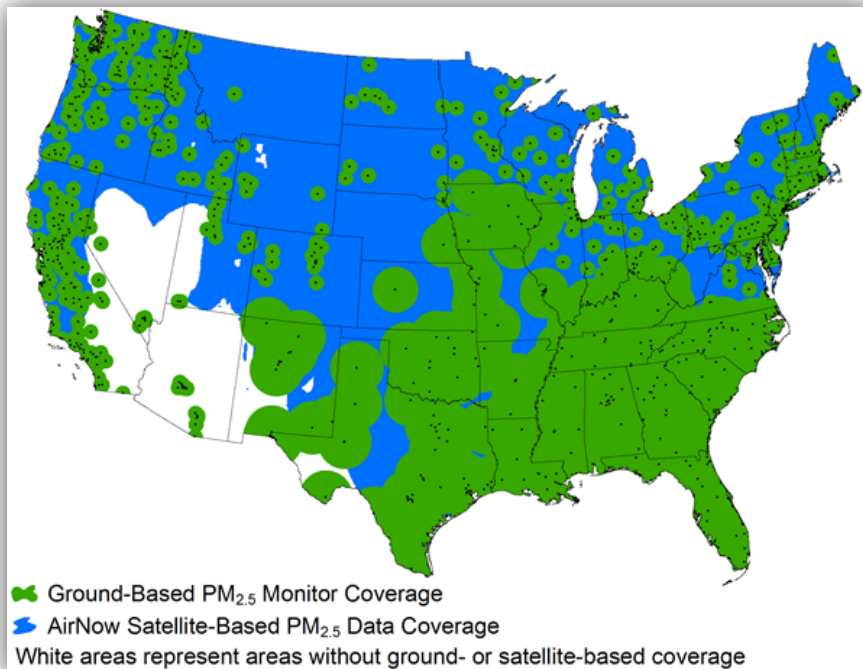 Ground-Based PM2.5 Monitor Coverage
AirNow Satellite-Based PM2.5 Data Coverage
White areas represent areas without ground- or satellite-based coverage